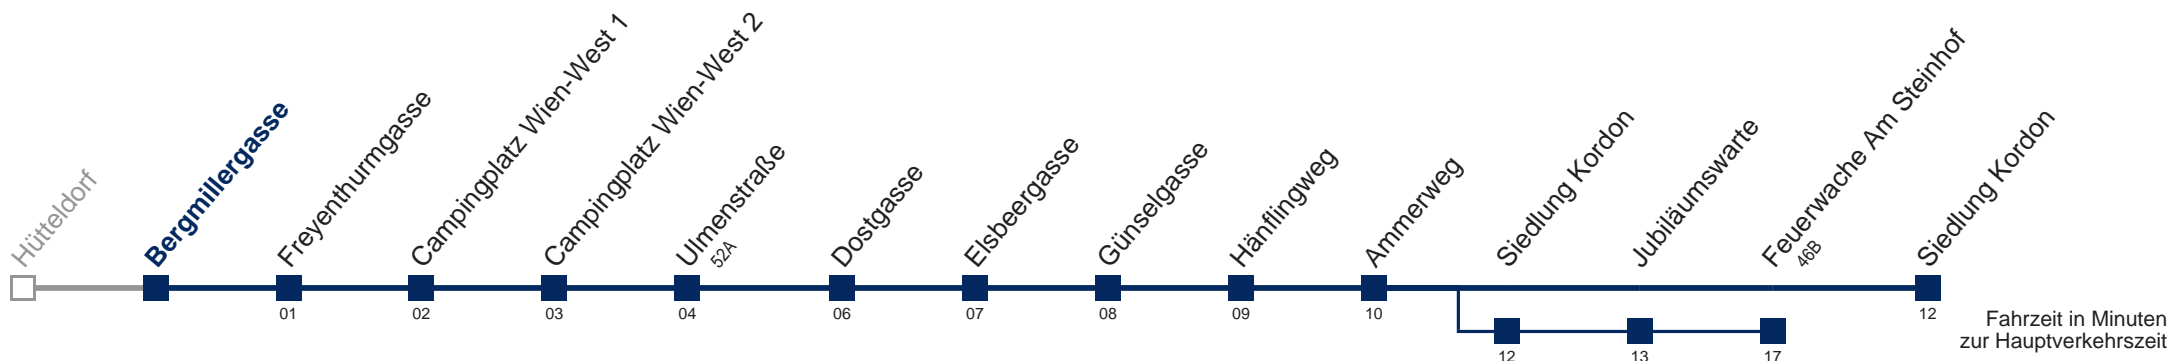 Hütteldorf
Bergmillergasse
Freyenthurmgasse
Campingplatz Wien-West 1
Campingplatz Wien-West 2
Ulmenstraße
52A
Dostgasse
Elsbeergasse
Günselgasse
Hänflingweg
Ammerweg
Siedlung Kordon
Jubiläumswarte
Feuerwache Am Steinhof
46B
Siedlung Kordon
01
02
03
04
06
07
08
09
10
12
Fahrzeit in Minuten
zur Hauptverkehrszeit
12
13
17